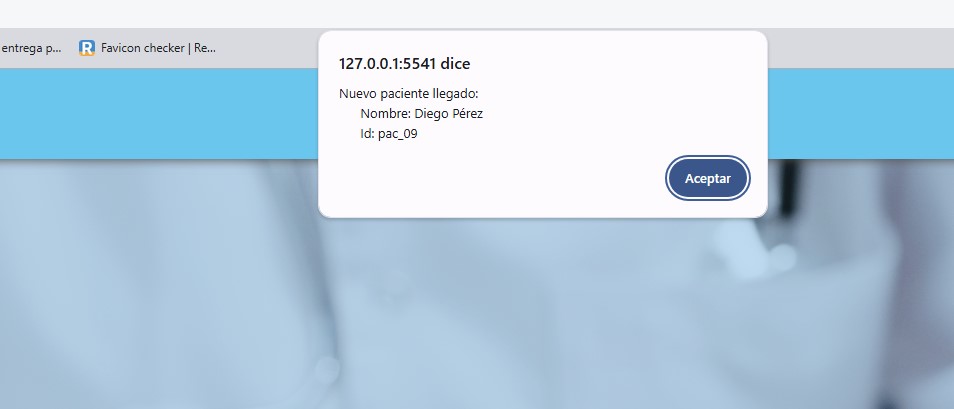 entrega p...
Favicon checker | Re...
127.0.0.1:5541 dice
Nuevo paciente llegado:
Nombre: Diego Pérez
Id: pac_09
Aceptar